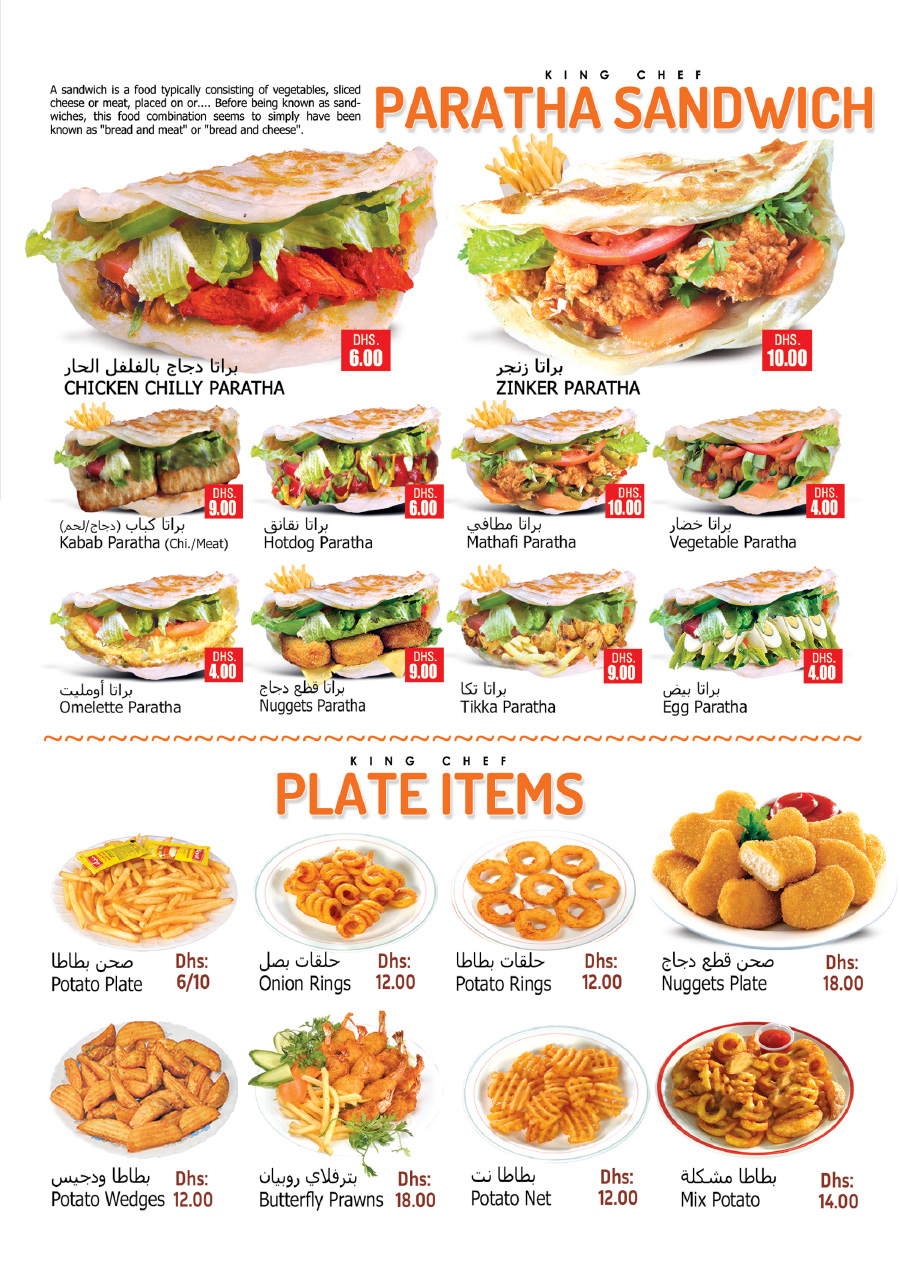 A sandwich is a food typically consisting of vegetables, sliced
cheese or meat, placed on or.... Before being known as sand-
wiches, this food combination seems to simply have been
known as "bread and meat" or "bread and cheese".
KING CHEF
PARATHA SANDWICH
DHS.
6.00
براتا دجاج بالفلفل الحار
CHICKEN CHILLY PARATHA
DHS.
10.00
براتا زنجر
ZINKER PARATHA
DHS.
9.00
براتا كباب (دجاج/لحم)
Kabab Paratha (Chi./Meat)
DHS.
6.00
براتا نقانق
Hotdog Paratha
DHS.
10.00
براتا مطافي
Mathafi Paratha
DHS.
4.00
براتا خضار
Vegetable Paratha
DHS.
4.00
براتا أومليت
Omelette Paratha
DHS.
9.00
براتا قطع دجاج
Nuggets Paratha
DHS.
9.00
براتا تكا
Tikka Paratha
DHS.
4.00
براتا بيض
Egg Paratha
KING CHEF
PLATE ITEMS
صحن بطاطا Dhs:
Potato Plate 6/10
حلقات بصل Dhs:
Onion Rings 12.00
حلقات بطاطا Dhs:
Potato Rings 12.00
صحن قطع دجاج Dhs:
Nuggets Plate 18.00
بطاطا ودجيس Dhs:
Potato Wedges 12.00
بترفلاي روبيان Dhs:
Butterfly Prawns 18.00
بطاطا نت Dhs:
Potato Net 12.00
بطاطا مشكلة Dhs:
Mix Potato 14.00